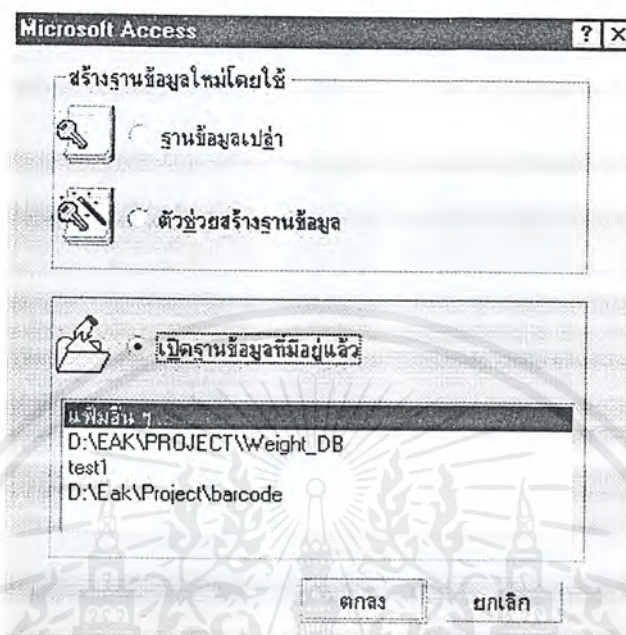 Microsoft Access
สร้างฐานข้อมูลใหม่โดยใช้
ฐานข้อมูลเปล่า
ตัวช่วยสร้างฐานข้อมูล
เปิดฐานข้อมูลที่มีอยู่แล้ว
แฟ้มอื่น ๆ
D:\EAK\PROJECT\Weight_DB
test1
D:\Eak\Project\barcode
ตกลง
ยกเลิก